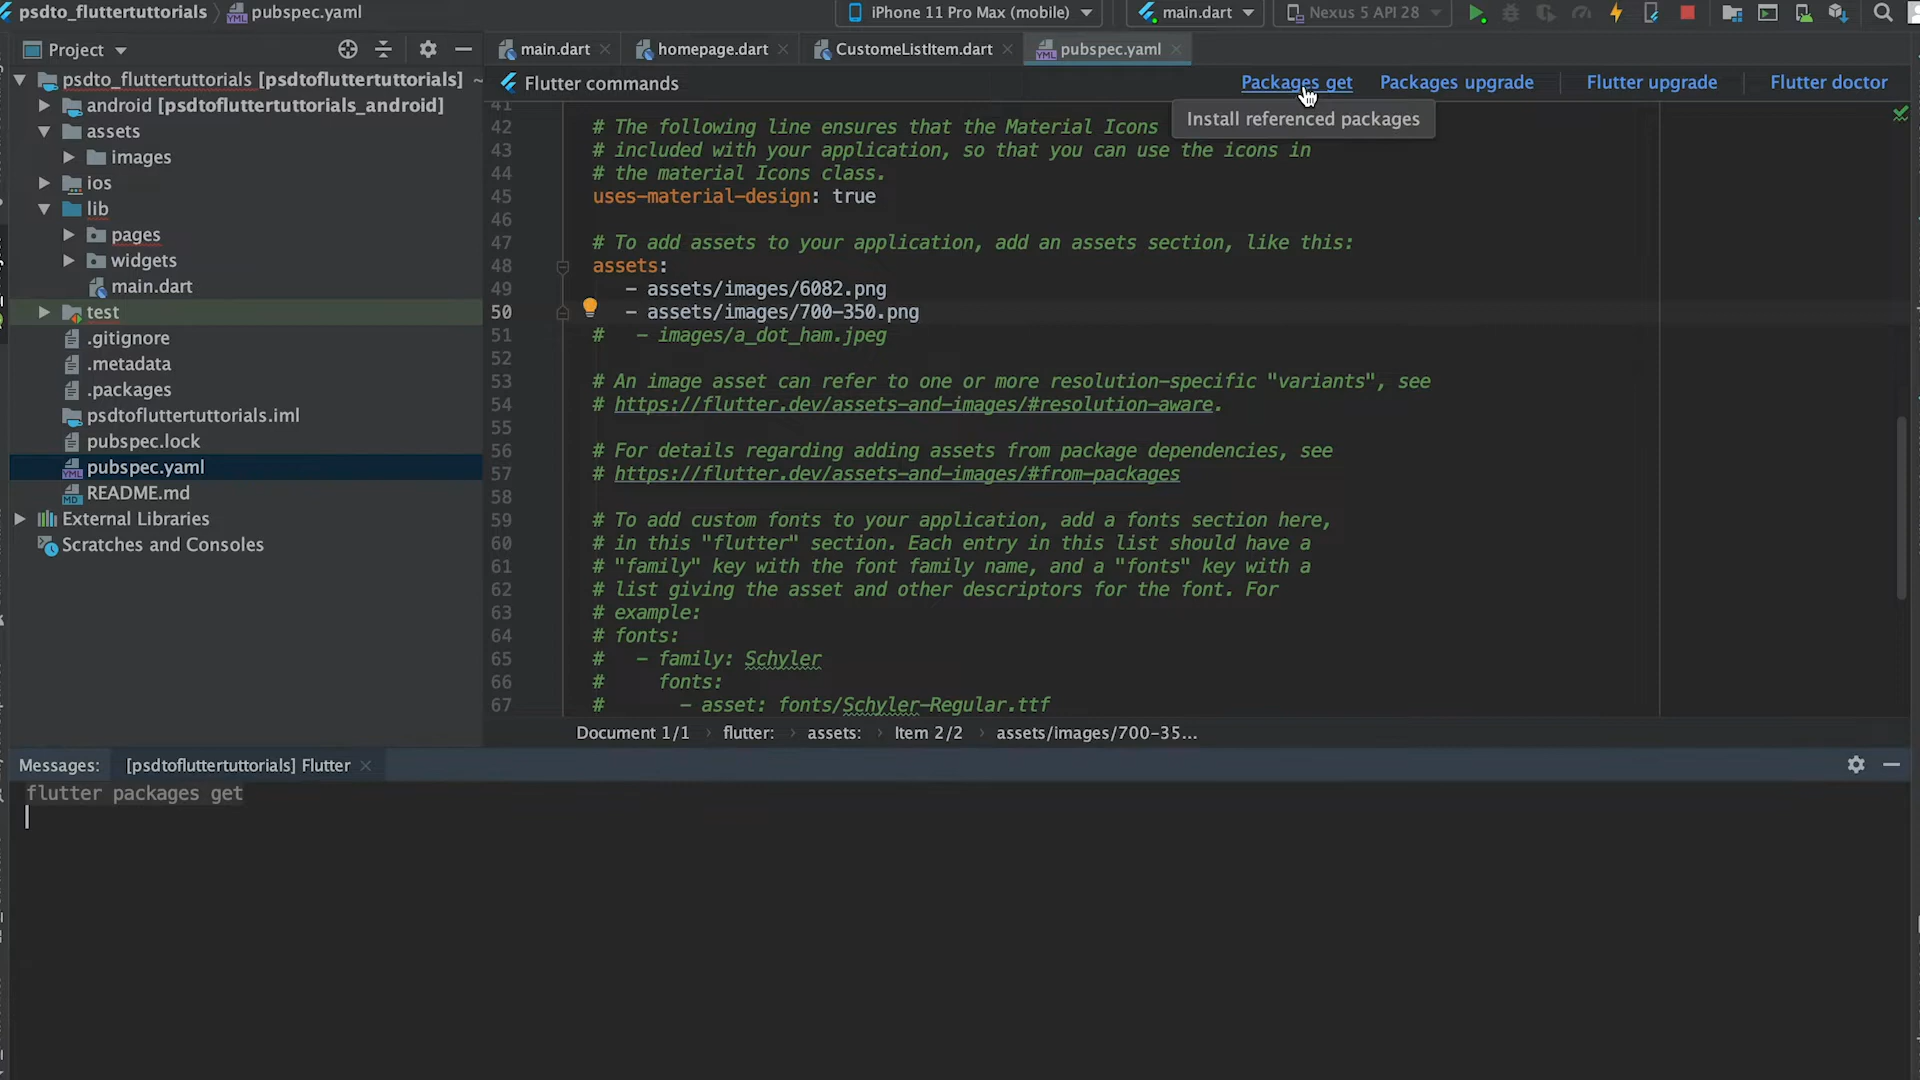 psdto_fluttertuttorials
pubspec.yaml
iPhone 11 Pro Max (mobile)
main.dart
Nexus 5 API 28
Project
main.dart
homepage.dart
CustomeListItem.dart
pubspec.yaml
psdto_fluttertuttorials [psdtofluttertuttorials] ~
android [psdtofluttertuttorials_android]
assets
images
ios
lib
pages
widgets
main.dart
test
.gitignore
.metadata
.packages
psdtofluttertuttorials.iml
pubspec.lock
pubspec.yaml
README.md
External Libraries
Scratches and Consoles
Flutter commands
Packages get
Packages upgrade
Flutter upgrade
Flutter doctor
Install referenced packages
41
42 # The following line ensures that the Material Icons
43 # included with your application, so that you can use the icons in
44 # the material Icons class.
45 uses-material-design: true
46
47 # To add assets to your application, add an assets section, like this:
48 assets:
49 - assets/images/6082.png
50 - assets/images/700-350.png
51 # - images/a_dot_ham.jpeg
52
53 # An image asset can refer to one or more resolution-specific "variants", see
54 # https://flutter.dev/assets-and-images/#resolution-aware.
55
56 # For details regarding adding assets from package dependencies, see
57 # https://flutter.dev/assets-and-images/#from-packages
58
59 # To add custom fonts to your application, add a fonts section here,
60 # in this "flutter" section. Each entry in this list should have a
61 # "family" key with the font family name, and a "fonts" key with a
62 # list giving the asset and other descriptors for the font. For
63 # example:
64 # fonts:
65 # - family: Schyler
66 # fonts:
67 # - asset: fonts/Schyler-Regular.ttf
Document 1/1 › flutter: › assets: › Item 2/2 › assets/images/700-35...
Messages: [psdtofluttertuttorials] Flutter
flutter packages get